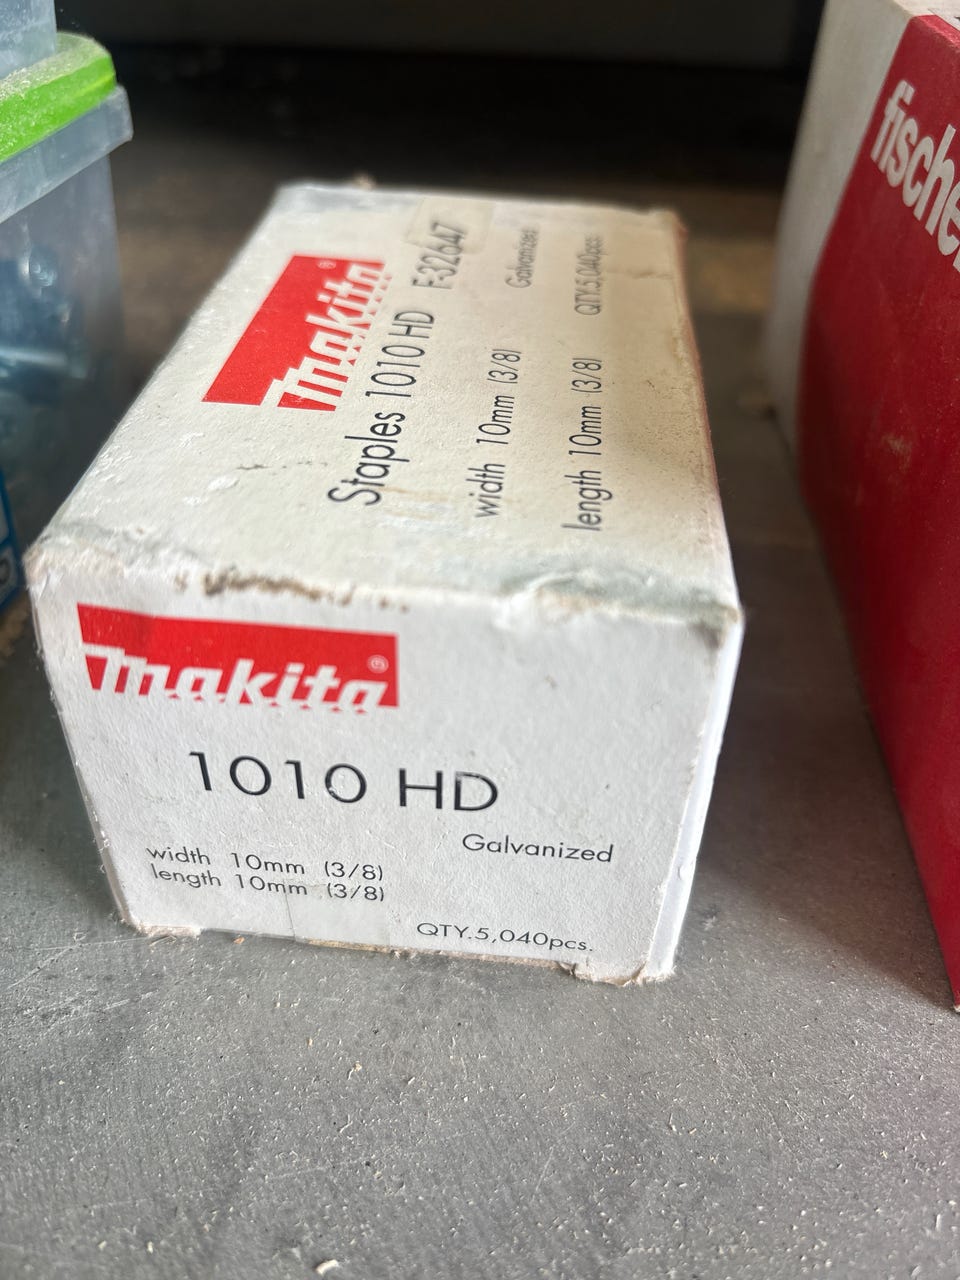 makita®
Staples 1010 HD F-32647
width 10mm (3/8) Galvanized
length 10mm (3/8) QTY.5,040pcs.
makita®
1010 HD
Galvanized
width 10mm (3/8)
length 10mm (3/8)
QTY.5,040pcs.
fische